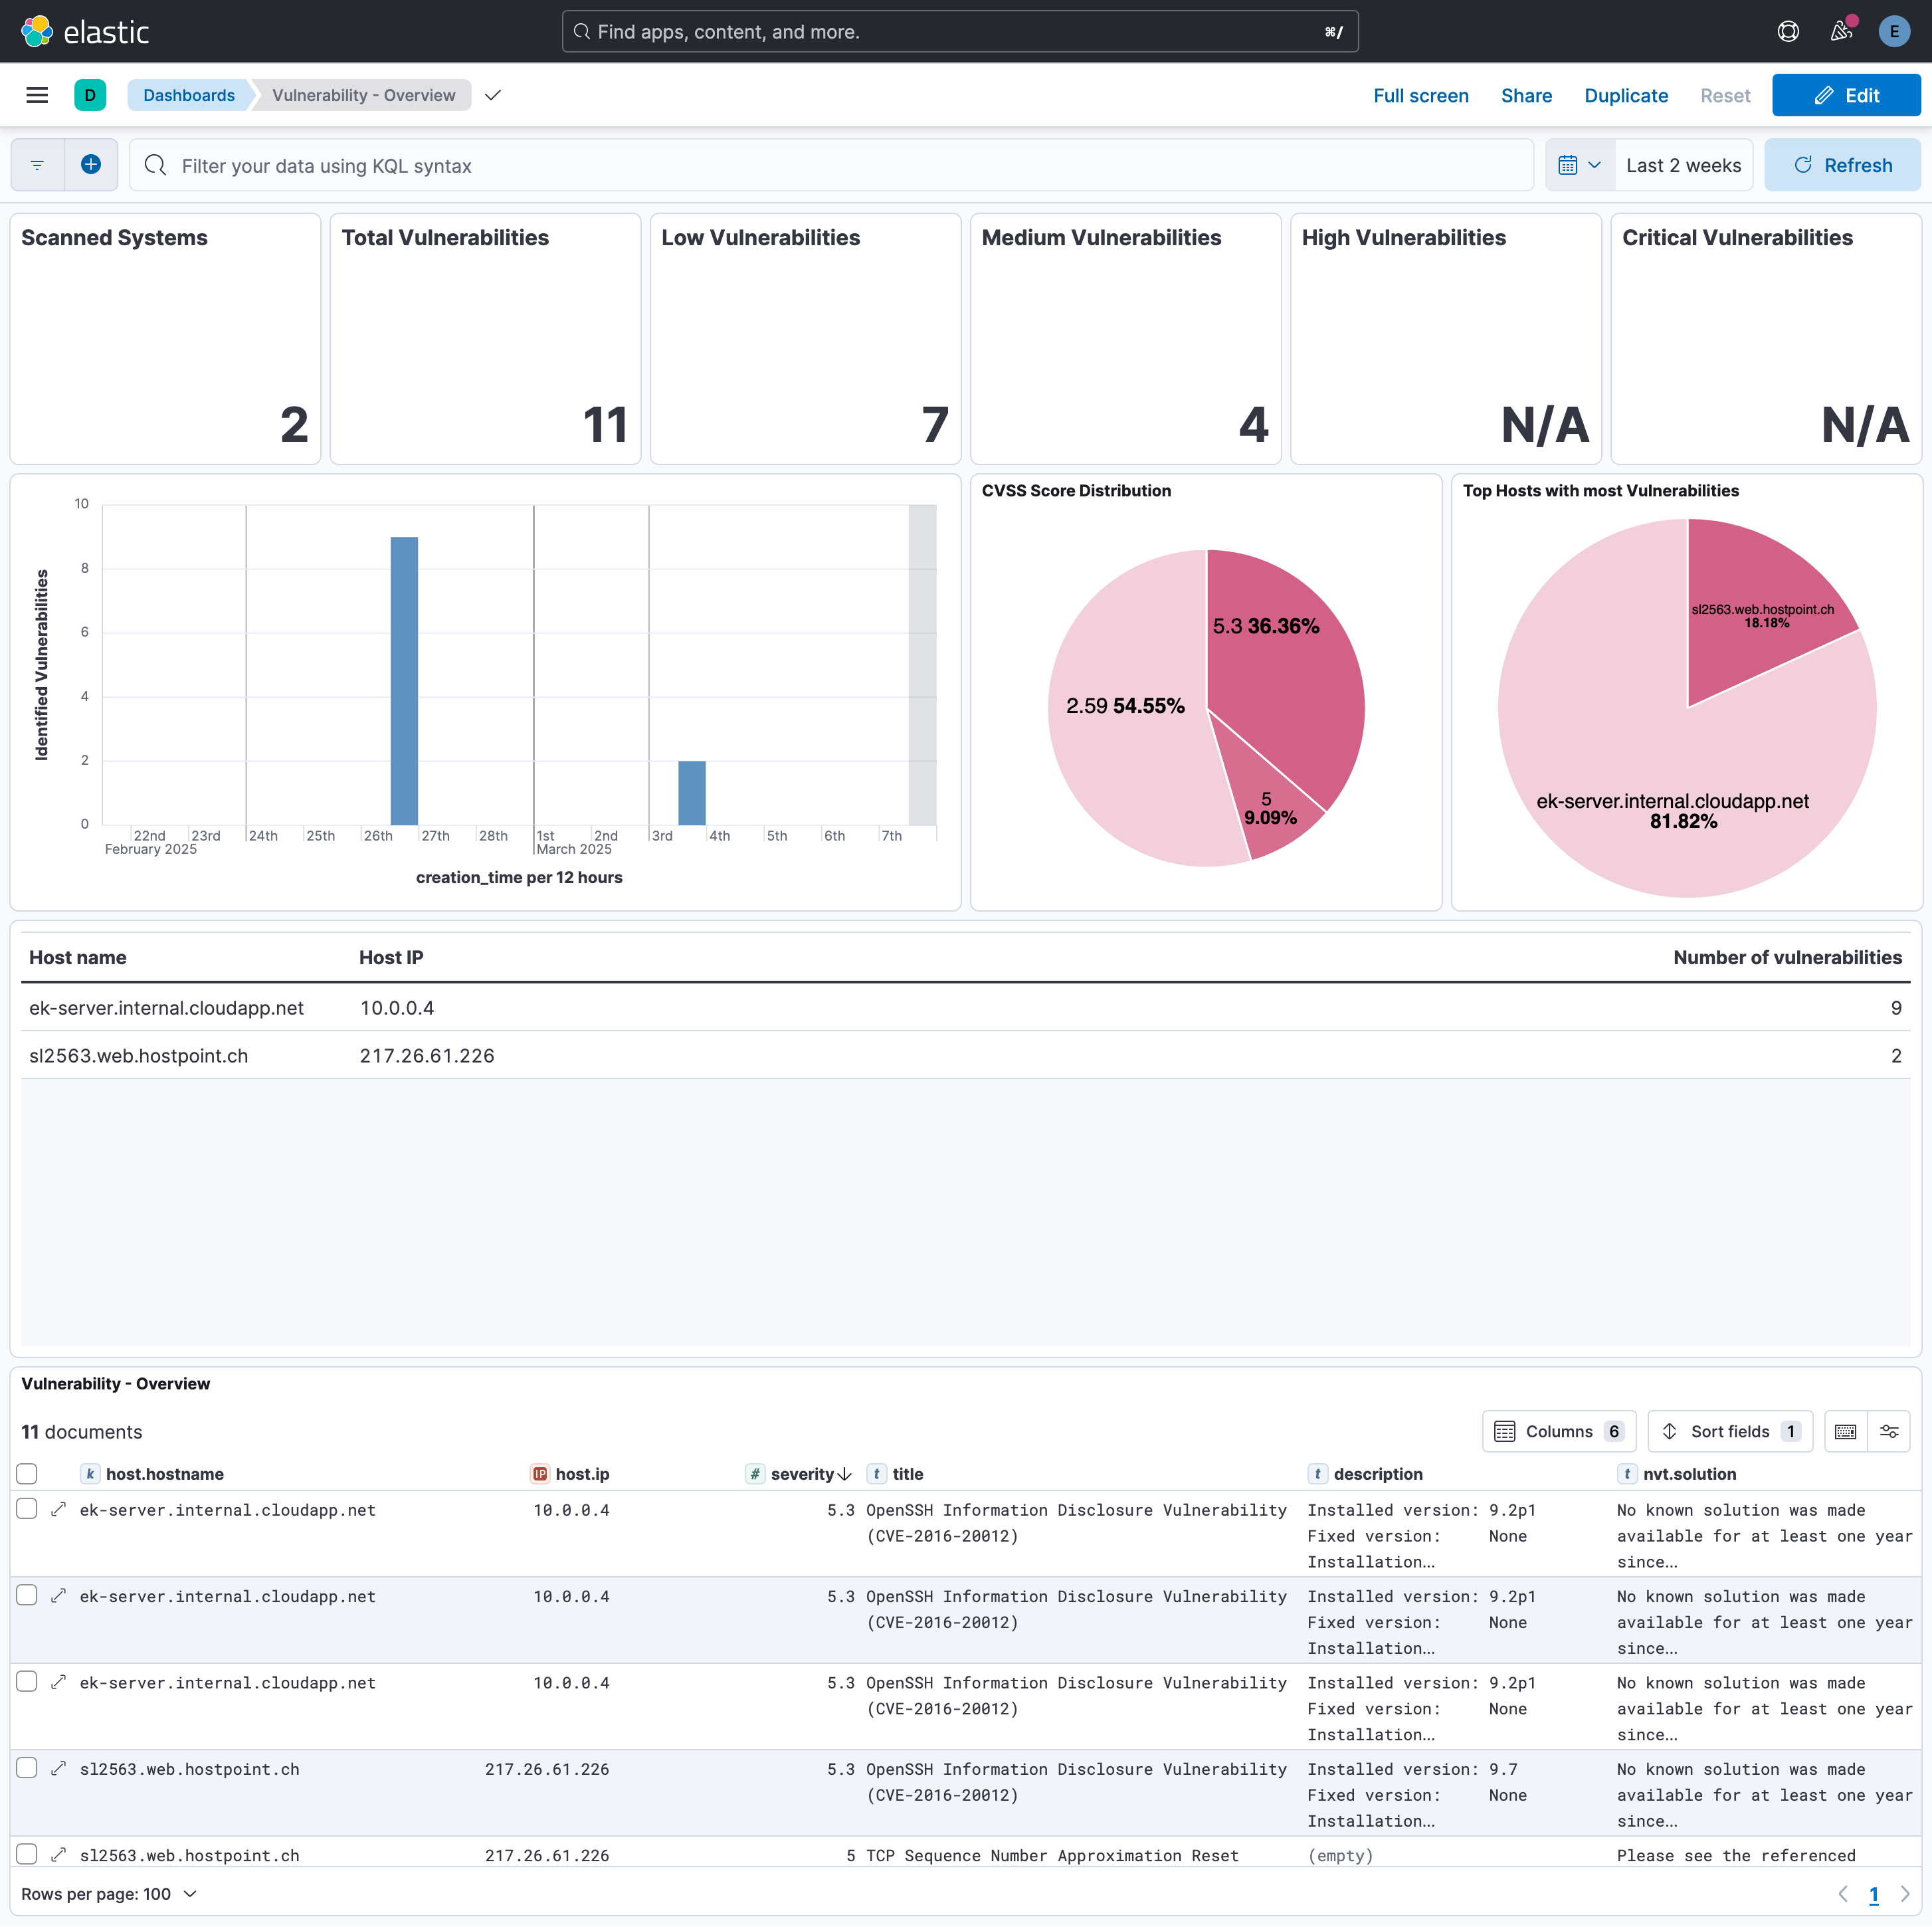 elastic
Find apps, content, and more.
⌘/
E
D
Dashboards
Vulnerability - Overview
Full screen
Share
Duplicate
Reset
Edit
Filter your data using KQL syntax
Last 2 weeks
Refresh
Scanned Systems
2
Total Vulnerabilities
11
Low Vulnerabilities
7
Medium Vulnerabilities
4
High Vulnerabilities
N/A
Critical Vulnerabilities
N/A
Identified Vulnerabilities
10
8
6
4
2
0
22nd 23rd 24th 25th 26th 27th 28th 1st 2nd 3rd 4th 5th 6th 7th
February 2025 March 2025
creation_time per 12 hours
CVSS Score Distribution
5.3 36.36%
2.59 54.55%
5
9.09%
Top Hosts with most Vulnerabilities
sl2563.web.hostpoint.ch
18.18%
ek-server.internal.cloudapp.net
81.82%
Host name Host IP Number of vulnerabilities
ek-server.internal.cloudapp.net 10.0.0.4 9
sl2563.web.hostpoint.ch 217.26.61.226 2
Vulnerability - Overview
11 documents
Columns 6
Sort fields 1
k host.hostname IP host.ip # severity t title t description t nvt.solution
ek-server.internal.cloudapp.net 10.0.0.4 5.3 OpenSSH Information Disclosure Vulnerability Installed version: 9.2p1 No known solution was made
(CVE-2016-20012) Fixed version: None available for at least one year
Installation... since...
ek-server.internal.cloudapp.net 10.0.0.4 5.3 OpenSSH Information Disclosure Vulnerability Installed version: 9.2p1 No known solution was made
(CVE-2016-20012) Fixed version: None available for at least one year
Installation... since...
ek-server.internal.cloudapp.net 10.0.0.4 5.3 OpenSSH Information Disclosure Vulnerability Installed version: 9.2p1 No known solution was made
(CVE-2016-20012) Fixed version: None available for at least one year
Installation... since...
sl2563.web.hostpoint.ch 217.26.61.226 5.3 OpenSSH Information Disclosure Vulnerability Installed version: 9.7 No known solution was made
(CVE-2016-20012) Fixed version: None available for at least one year
Installation... since...
sl2563.web.hostpoint.ch 217.26.61.226 5 TCP Sequence Number Approximation Reset (empty) Please see the referenced
Rows per page: 100
1